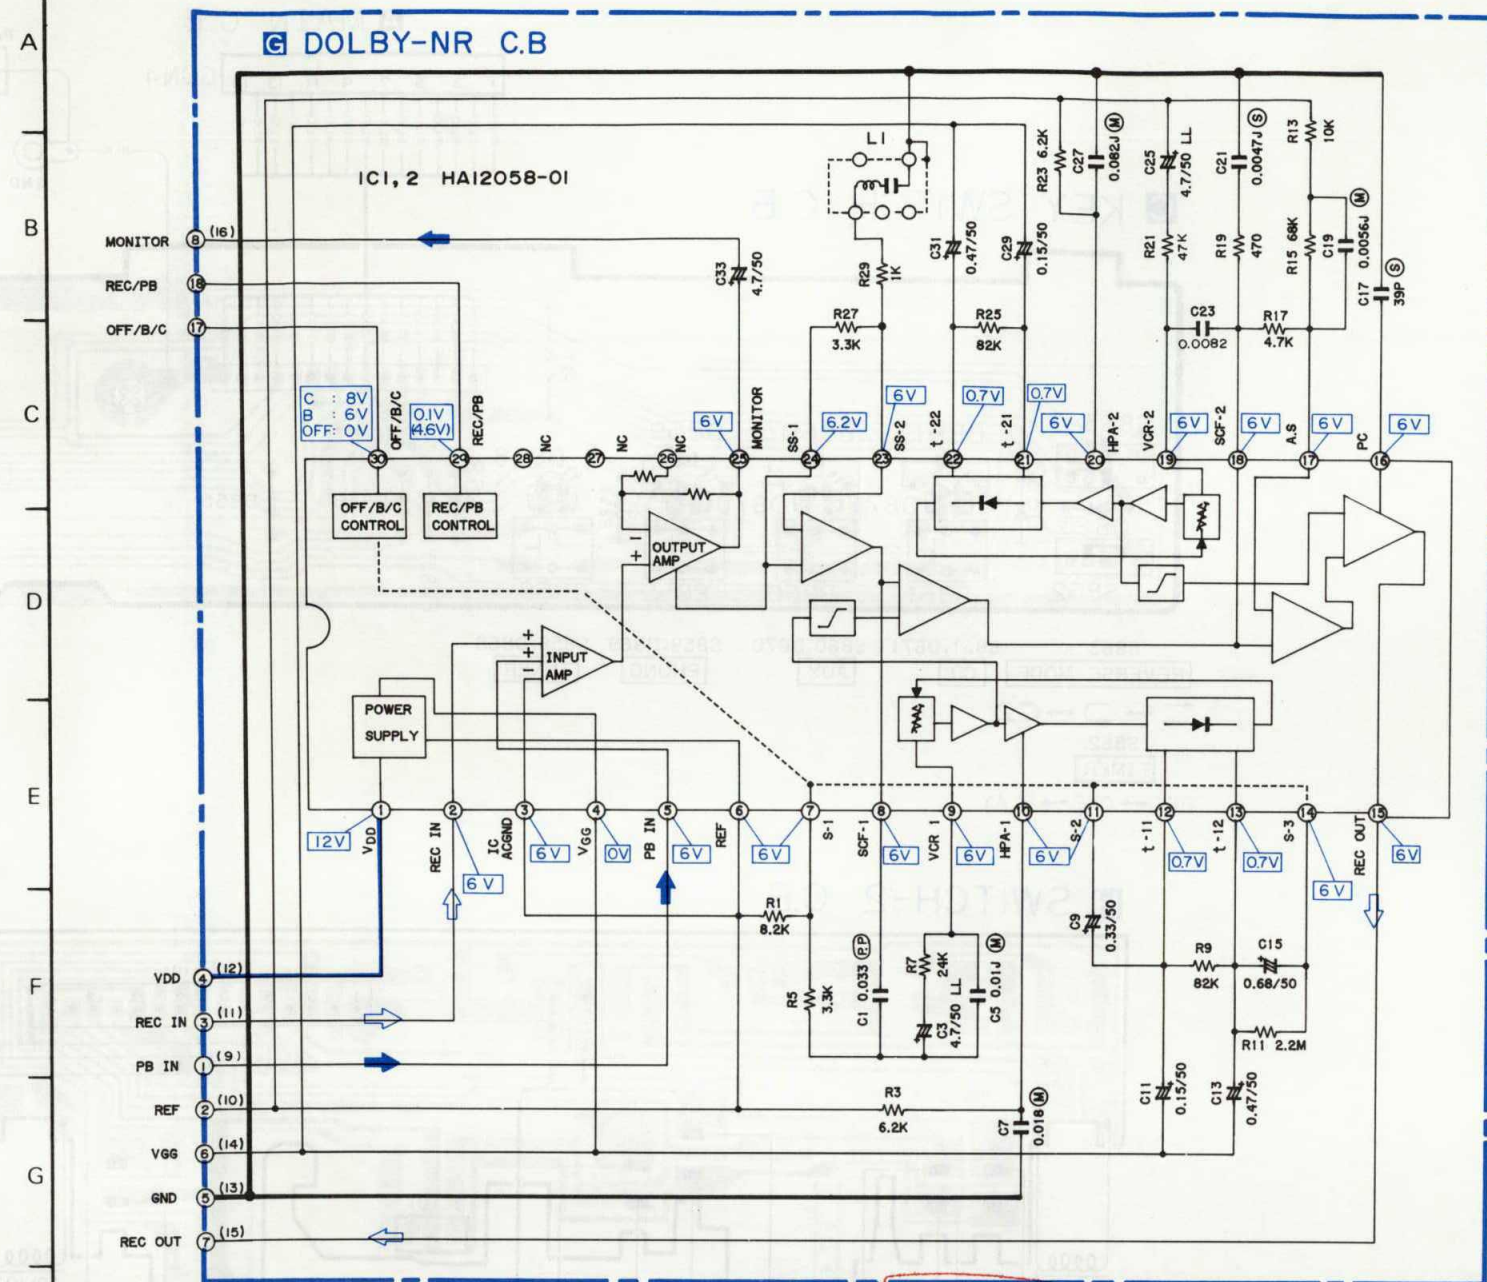 A
B
C
D
E
F
G
G DOLBY-NR C.B
IC1, 2 HA12058-01
MONITOR 8 (16)
REC/PB 18
OFF/B/C 17
L1
C33 4.7/50
R29 1K
R27 3.3K
C31 0.47/50
C29 0.15/50
R25 82K
R23 6.2K
C27 0.082J M
C25 4.7/50 LL
C21 0.0047J S
R13 10K
R21 47K
R19 470
R15 68K
C19 0.0056J M
C17 39P S
C23 0.0082
R17 4.7K
C : 8V
B : 6V
OFF: 0V
0.1V
(4.6V)
6V
6.2V
6V
0.7V
0.7V
6V
6V
6V
6V
6V
OFF/B/C
REC/PB
NC
NC
NC
MONITOR
SS-1
SS-2
t-22
t-21
HPA-2
VCR-2
SCF-2
A.S
PC
30 29 28 27 26 25 24 23 22 21 20 19 18 17 16
OFF/B/C CONTROL
REC/PB CONTROL
− + OUTPUT AMP
+ + − INPUT AMP
POWER SUPPLY
1 2 3 4 5 6 7 8 9 10 11 12 13 14 15
VDD
REC IN
IC ACGND
VGG
PB IN
REF
S-1
SCF-1
VCR 1
HPA-1
S-2
t-11
t-12
S-3
REC OUT
12V
6V
6V
0V
6V
6V
6V
6V
6V
0.7V
0.7V
6V
6V
R1 8.2K
R5 3.3K
C1 0.033 P.P
R7 24K
C3 4.7/50 LL
C5 0.01J M
C9 0.33/50
R9 82K
C15 0.68/50
R11 2.2M
C11 0.15/50
C13 0.47/50
R3 6.2K
C7 0.018 M
VDD 4 (12)
REC IN 3 (11)
PB IN 1 (9)
REF 2 (10)
VGG 6 (14)
GND 5 (13)
REC OUT 7 (15)